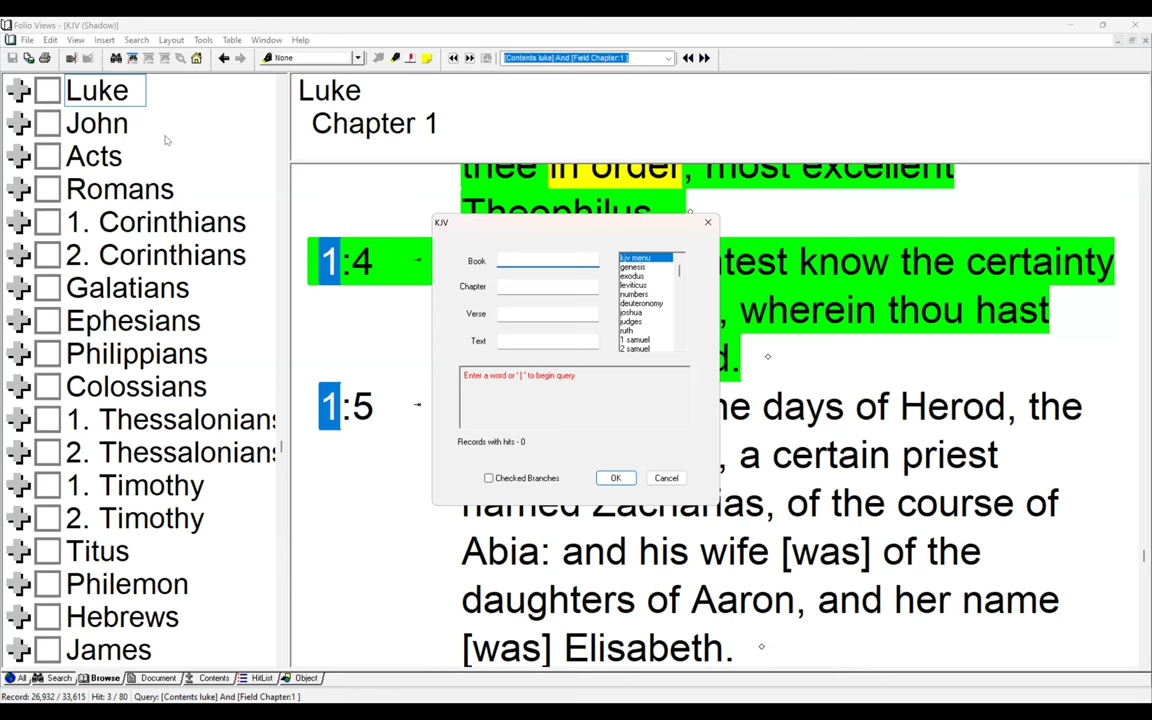 Folio Views - [KJV (Shadow)]
File Edit View Insert Search Layout Tools Table Window Help
None
[Contents luke] And [Field Chapter:1 ]
Luke
John
Acts
Romans
1. Corinthians
2. Corinthians
Galatians
Ephesians
Philippians
Colossians
1. Thessalonians
2. Thessalonians
1. Timothy
2. Timothy
Titus
Philemon
Hebrews
James
Luke
Chapter 1
thee in order, most excellent
Theophilus,
1:4 test know the certainty
, wherein thou hast
d.
1:5 he days of Herod, the
, a certain priest
named Zacharias, of the course of
Abia: and his wife [was] of the
daughters of Aaron, and her name
[was] Elisabeth.
KJV
Book
Chapter
Verse
Text
kjv menu
genesis
exodus
leviticus
numbers
deuteronomy
joshua
judges
ruth
1 samuel
2 samuel
Enter a word or ' [ ' to begin query
Records with hits - 0
Checked Branches
OK Cancel
All Search Browse Document Contents HitList Object
Record: 26,932 / 33,615 Hit: 3 / 80 Query: [Contents luke] And [Field Chapter:1 ]